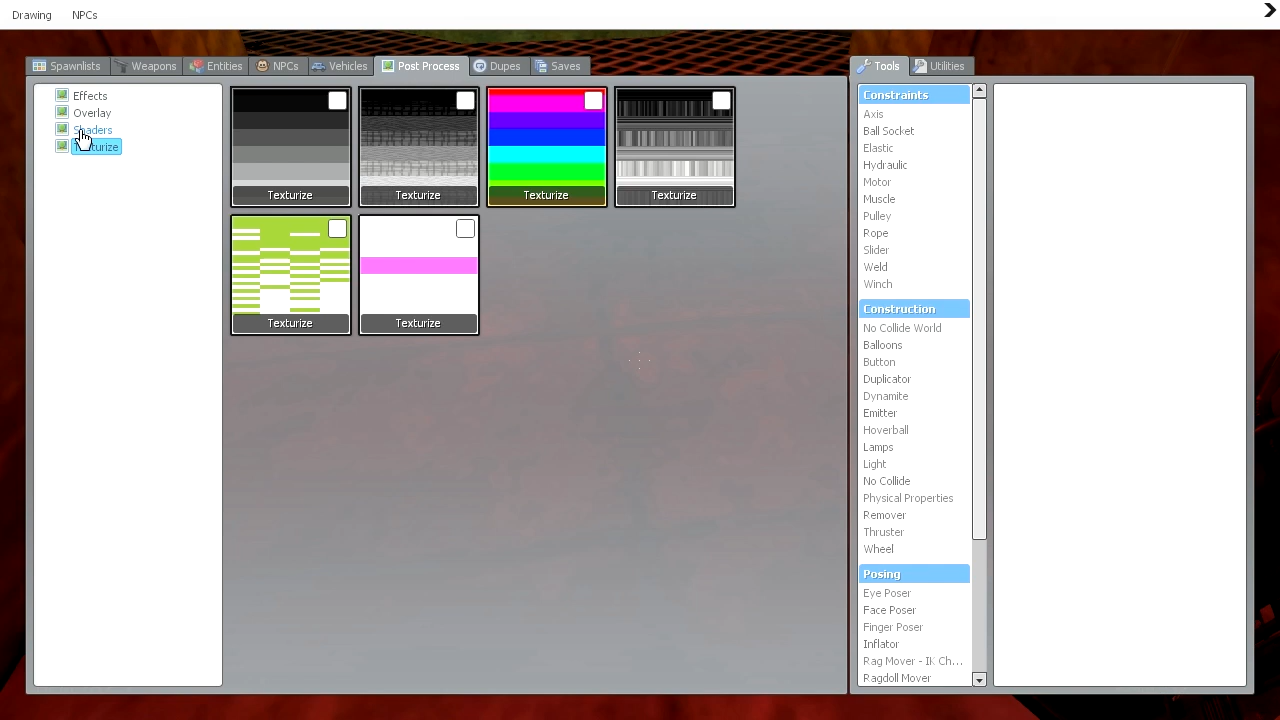 Drawing NPCs
Spawnlists Weapons Entities NPCs Vehicles Post Process Dupes Saves Tools Utilities
Effects
Overlay
Shaders
Texturize Texturize Texturize Texturize
Texturize Texturize
Constraints
Axis
Ball Socket
Elastic
Hydraulic
Motor
Muscle
Pulley
Rope
Slider
Weld
Winch
Construction
No Collide World
Balloons
Button
Duplicator
Dynamite
Emitter
Hoverball
Lamps
Light
No Collide
Physical Properties
Remover
Thruster
Wheel
Posing
Eye Poser
Face Poser
Finger Poser
Inflator
Rag Mover - IK Ch...
Ragdoll Mover